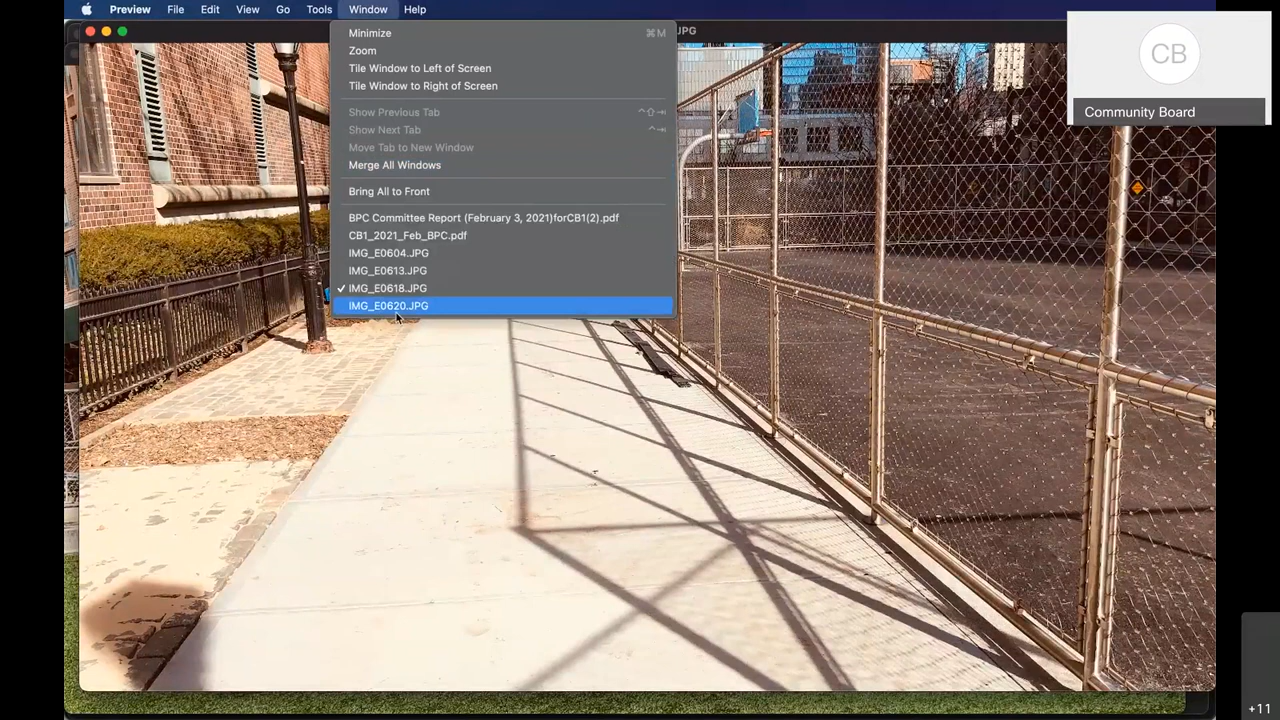 Preview File Edit View Go Tools Window Help
JPG
Minimize ⌘M
Zoom
Tile Window to Left of Screen
Tile Window to Right of Screen
Show Previous Tab ⌃⇧⇥
Show Next Tab ⌃⇥
Move Tab to New Window
Merge All Windows
Bring All to Front
BPC Committee Report (February 3, 2021)forCB1(2).pdf
CB1_2021_Feb_BPC.pdf
IMG_E0604.JPG
IMG_E0613.JPG
✓ IMG_E0618.JPG
IMG_E0620.JPG
CB
Community Board
+11